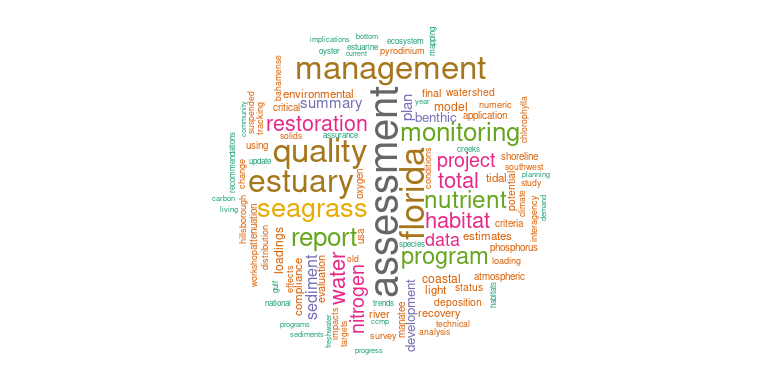 implications
bottom
ecosystem
mapping
oyster
estuarine
current
pyrodinium
management
bahamense
environmental
final
watershed
critical
summary
plan
year
model
numeric
community
suspended
tracking
restoration
assessment
benthic
application
chlorophylla
solids
assurance
monitoring
using
quality
florida
creeks
recommendations
update
project
shoreline
southwest
change
estuary
oxygen
conditions
total
tidal
potential
planning
study
carbon
living
seagrass
nutrient
climate
demand
hillsborough
attenuation
habitat
criteria
interagency
distribution
loadings
report
usa
species
data
estimates
phosphorus
workshop
effects
compliance
evaluation
sediment
water
old
nitrogen
program
loading
gulf
coastal
atmospheric
light
status
habitats
national
trends
development
deposition
freshwater
impacts
targets
river
ccmp
manatee
recovery
programs
technical
sediments
survey
analysis
progress